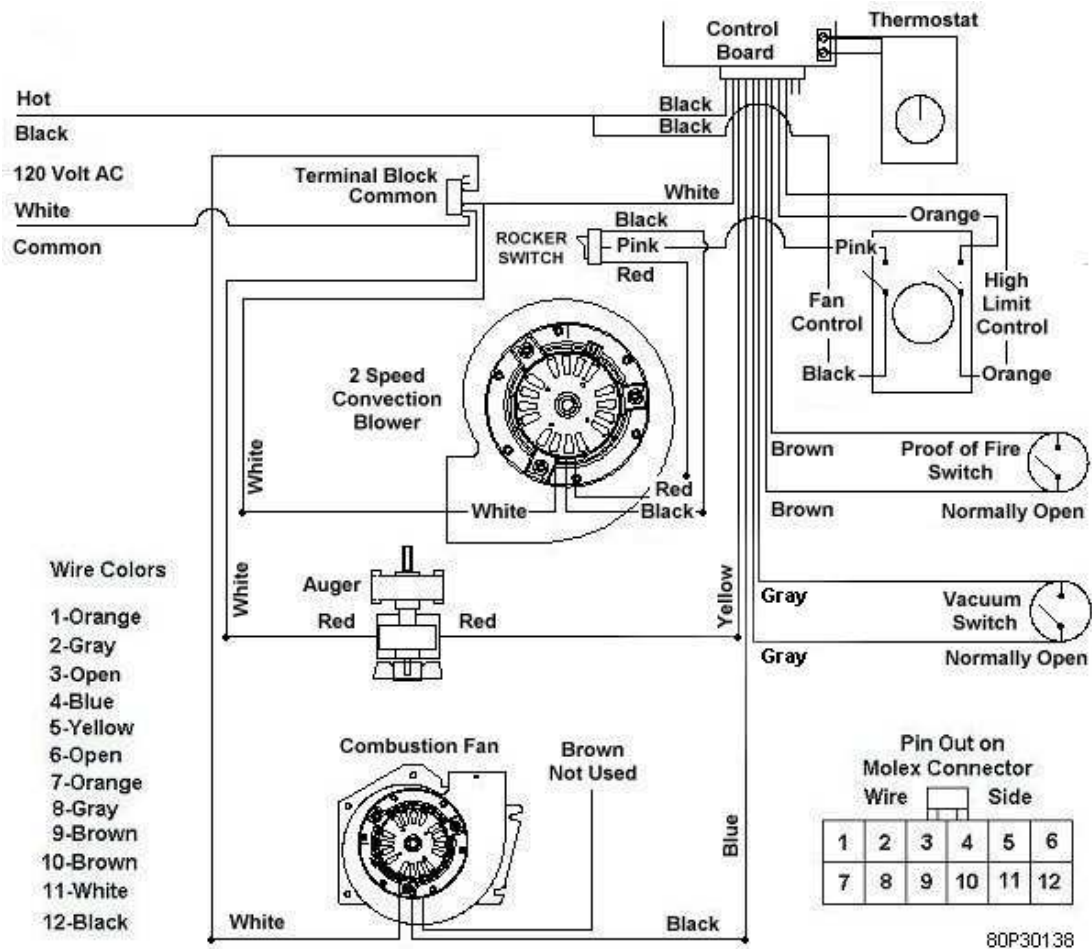 Control
Board
Thermostat
Hot
Black
Black
Black
120 Volt AC
Terminal Block
Common
White
White
Common
Black
ROCKER
SWITCH
Pink
Red
Orange
Pink
Fan
Control
High
Limit
Control
Black
Orange
2 Speed
Convection
Blower
White
White
Red
Black
Brown
Proof of Fire
Switch
Brown
Normally Open
Auger
White
Red
Red
Yellow
Gray
Vacuum
Switch
Gray
Normally Open
Wire Colors
1-Orange
2-Gray
3-Open
4-Blue
5-Yellow
6-Open
7-Orange
8-Gray
9-Brown
10-Brown
11-White
12-Black
Combustion Fan
Brown
Not Used
Blue
White
Black
Pin Out on
Molex Connector
Wire Side
1 2 3 4 5 6
7 8 9 10 11 12
80P30138